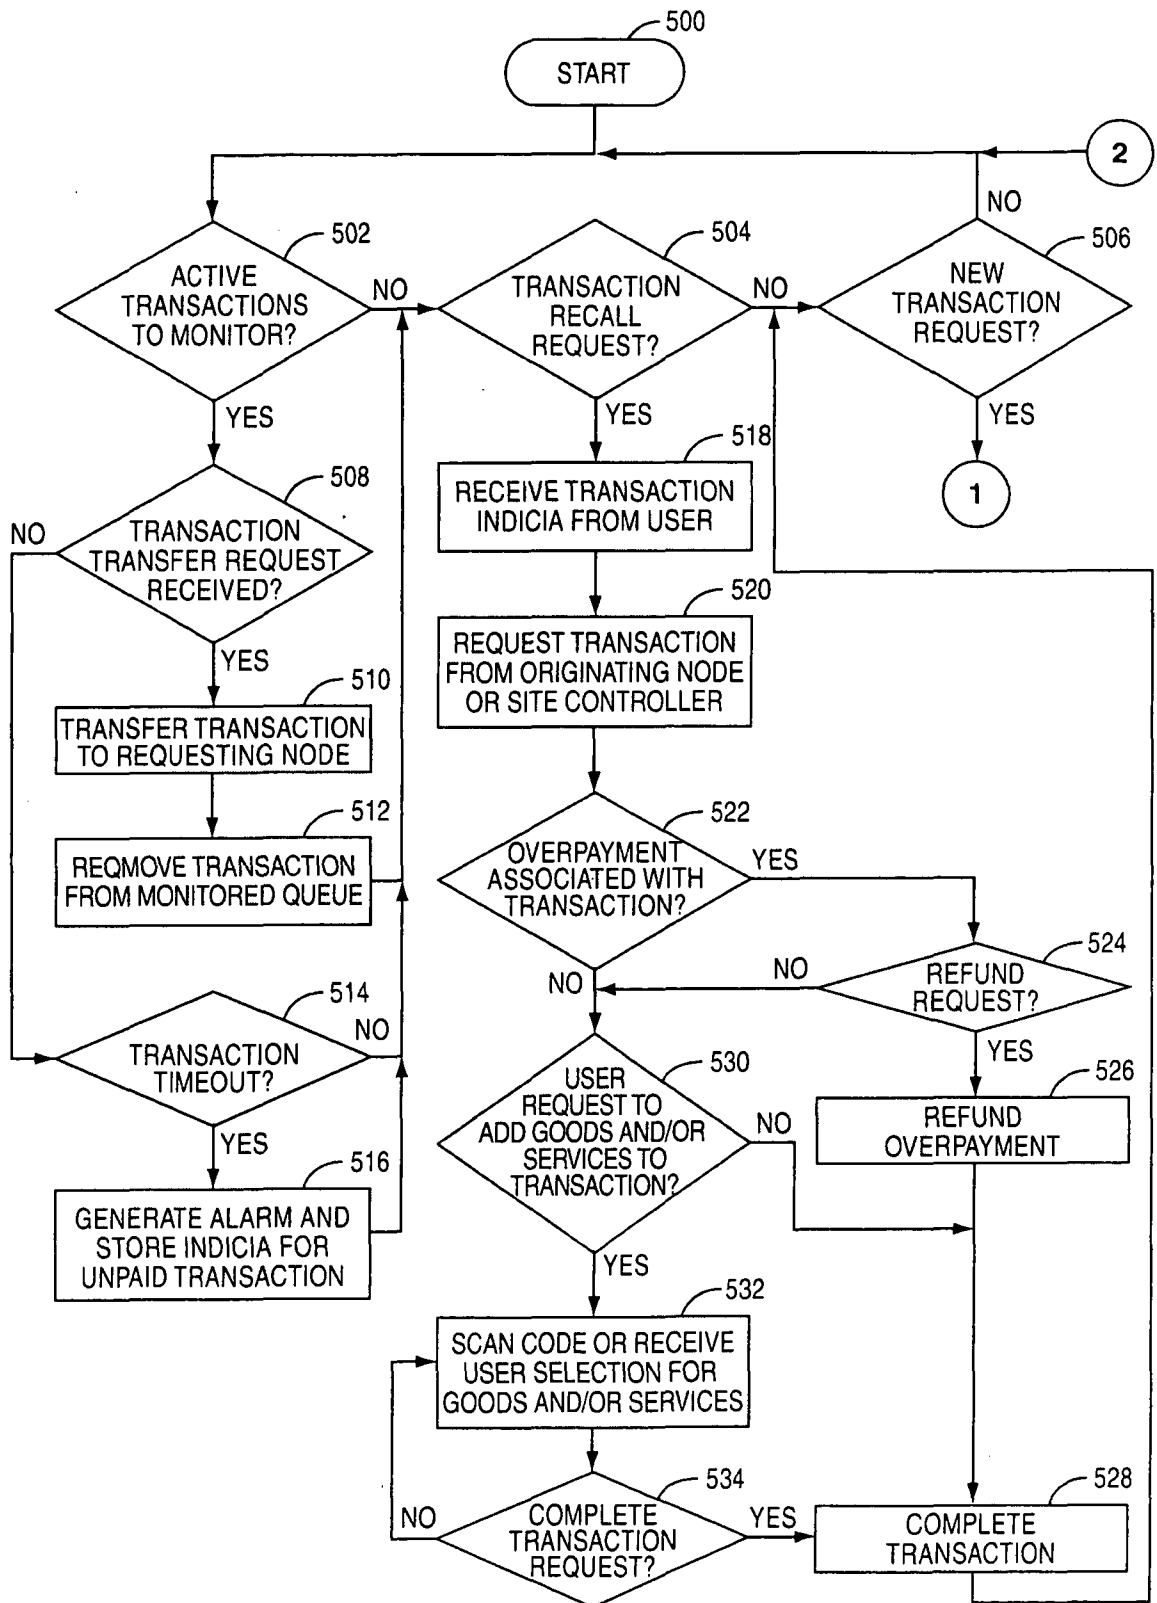 500
START
2
NO
502
ACTIVE
TRANSACTIONS
TO MONITOR?
NO
504
TRANSACTION
RECALL
REQUEST?
NO
506
NEW
TRANSACTION
REQUEST?
YES
YES
YES
1
508
TRANSACTION
TRANSFER REQUEST
RECEIVED?
NO
YES
518
RECEIVE TRANSACTION
INDICIA FROM USER
520
REQUEST TRANSACTION
FROM ORIGINATING NODE
OR SITE CONTROLLER
510
TRANSFER TRANSACTION
TO REQUESTING NODE
512
REQMOVE TRANSACTION
FROM MONITORED QUEUE
522
OVERPAYMENT
ASSOCIATED WITH
TRANSACTION?
YES
NO
524
REFUND
REQUEST?
NO
YES
514
TRANSACTION
TIMEOUT?
NO
YES
516
GENERATE ALARM AND
STORE INDICIA FOR
UNPAID TRANSACTION
530
USER
REQUEST TO
ADD GOODS AND/OR
SERVICES TO
TRANSACTION?
NO
YES
526
REFUND
OVERPAYMENT
532
SCAN CODE OR RECEIVE
USER SELECTION FOR
GOODS AND/OR SERVICES
534
COMPLETE
TRANSACTION
REQUEST?
NO
YES
528
COMPLETE
TRANSACTION